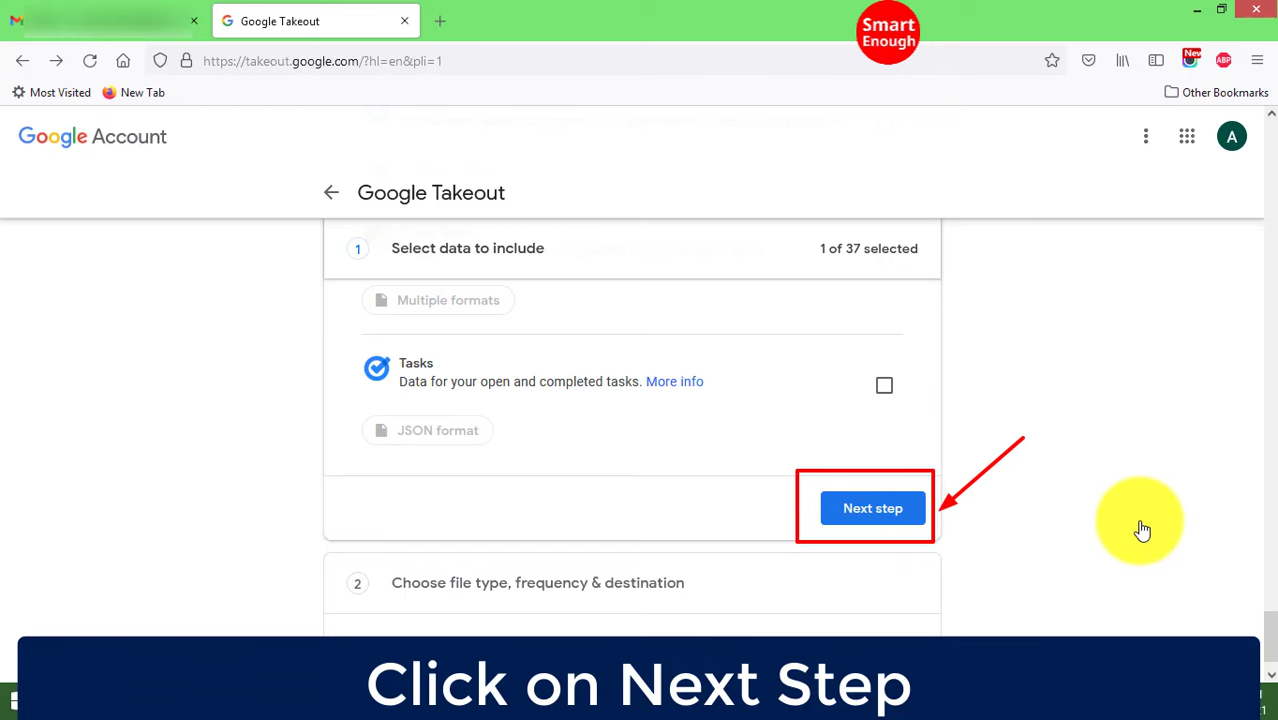 Google Takeout
Smart
Enough
https://takeout.google.com/?hl=en&pli=1
New
ABP
Most Visited
New Tab
Other Bookmarks
Google Account
A
Google Takeout
1
Select data to include
1 of 37 selected
Multiple formats
Tasks
Data for your open and completed tasks. More info
JSON format
Next step
2
Choose file type, frequency & destination
Click on Next Step